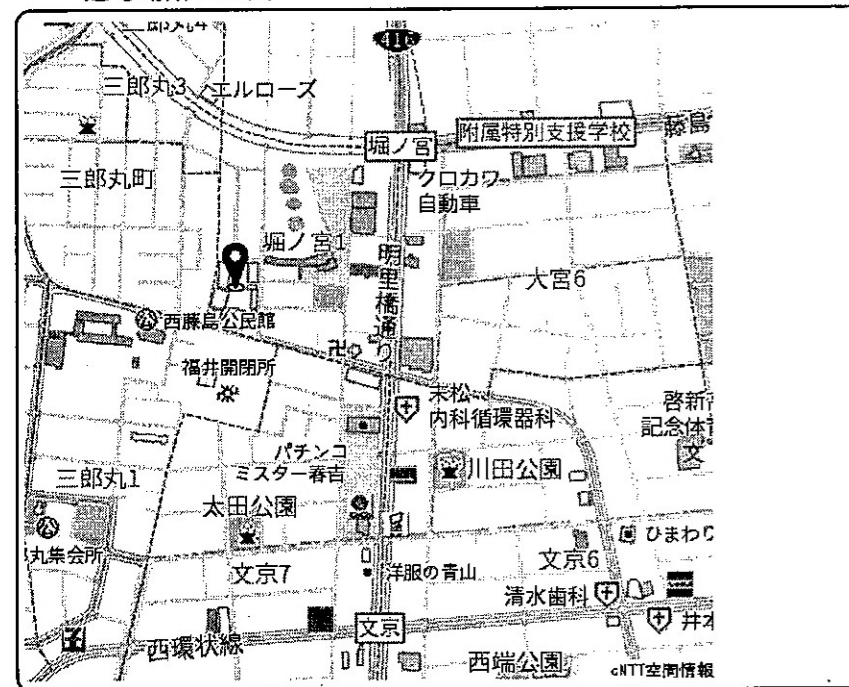 416
三郎丸3
エルローズ
堀ノ宮
附属特別支援学校
藤島
三郎丸町
クロカワ
自動車
堀ノ宮1
明里橋通り
大宮6
西藤島公民館
福井開閉所
末松
内科循環器科
啓新
記念体
文
パチンコ
ミスター春吉
三郎丸1
川田公園
太田公園
ひまわり
丸集会所
文京7
洋服の青山
文京6
清水歯科
文京
西環状線
西端公園
©NTT空間情報